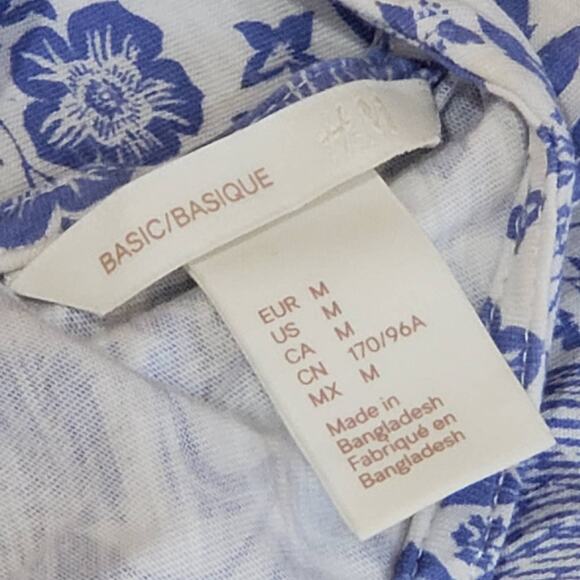 H&M
BASIC/BASIQUE
EUR M
US M
CA M
CN 170/96A
MX M
Made in
Bangladesh
Fabriqué en
Bangladesh